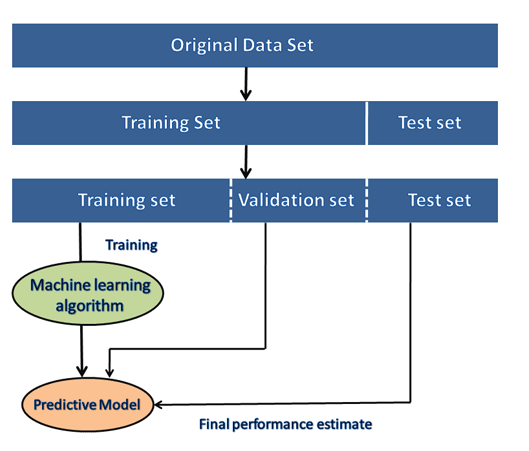 Original Data Set
Training Set
Test set
Training set
Validation set
Test set
Training
Machine learning
algorithm
Predictive Model
Final performance estimate